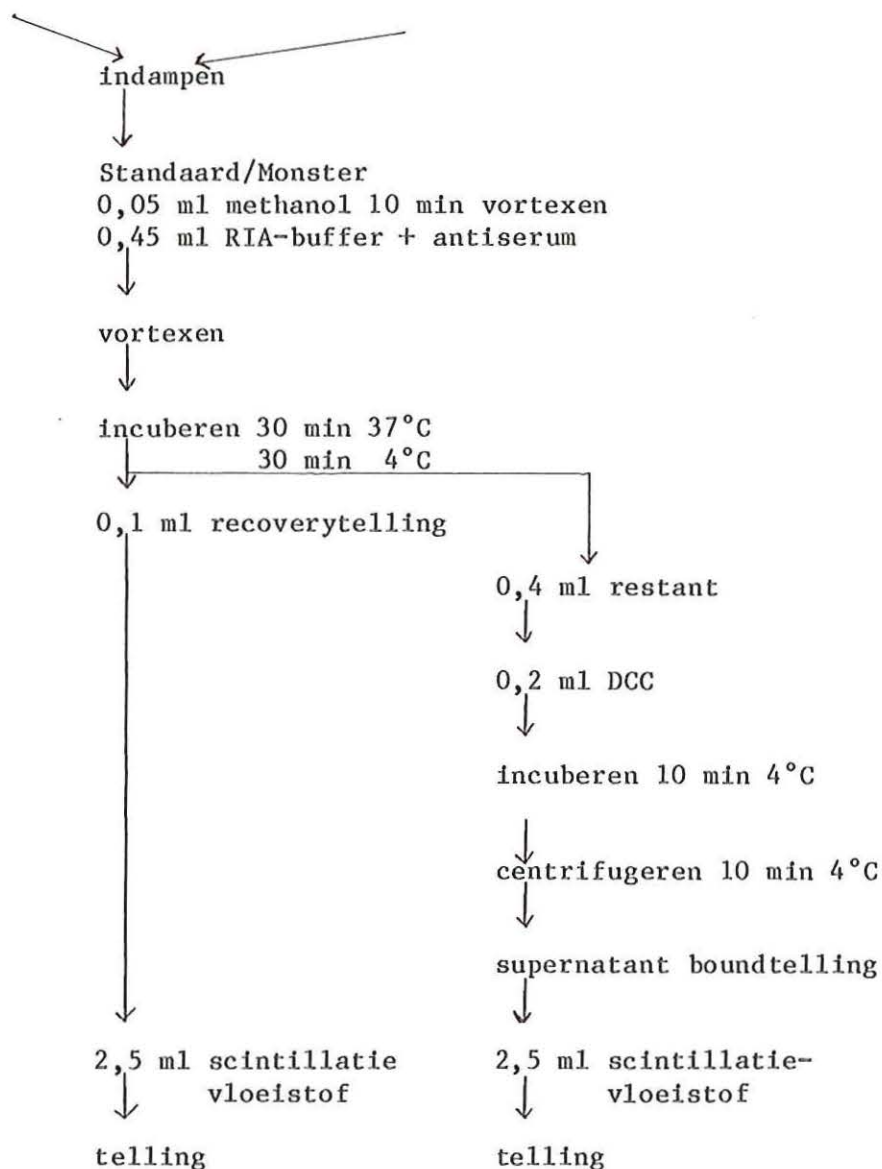 indampen
Standaard/Monster
0,05 ml methanol 10 min vortexen
0,45 ml RIA-buffer + antiserum
vortexen
incuberen 30 min 37°C
30 min 4°C
0,1 ml recoverytelling
0,4 ml restant
0,2 ml DCC
incuberen 10 min 4°C
centrifugeren 10 min 4°C
supernatant boundtelling
2,5 ml scintillatie
vloeistof
telling
2,5 ml scintillatie-
vloeistof
telling